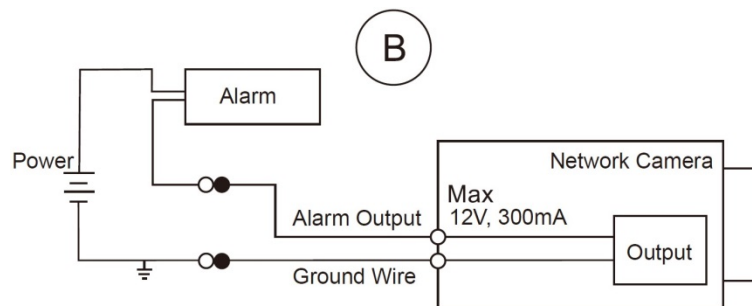 B
Alarm
Power
Network Camera
Max
12V, 300mA
Alarm Output
Output
Ground Wire